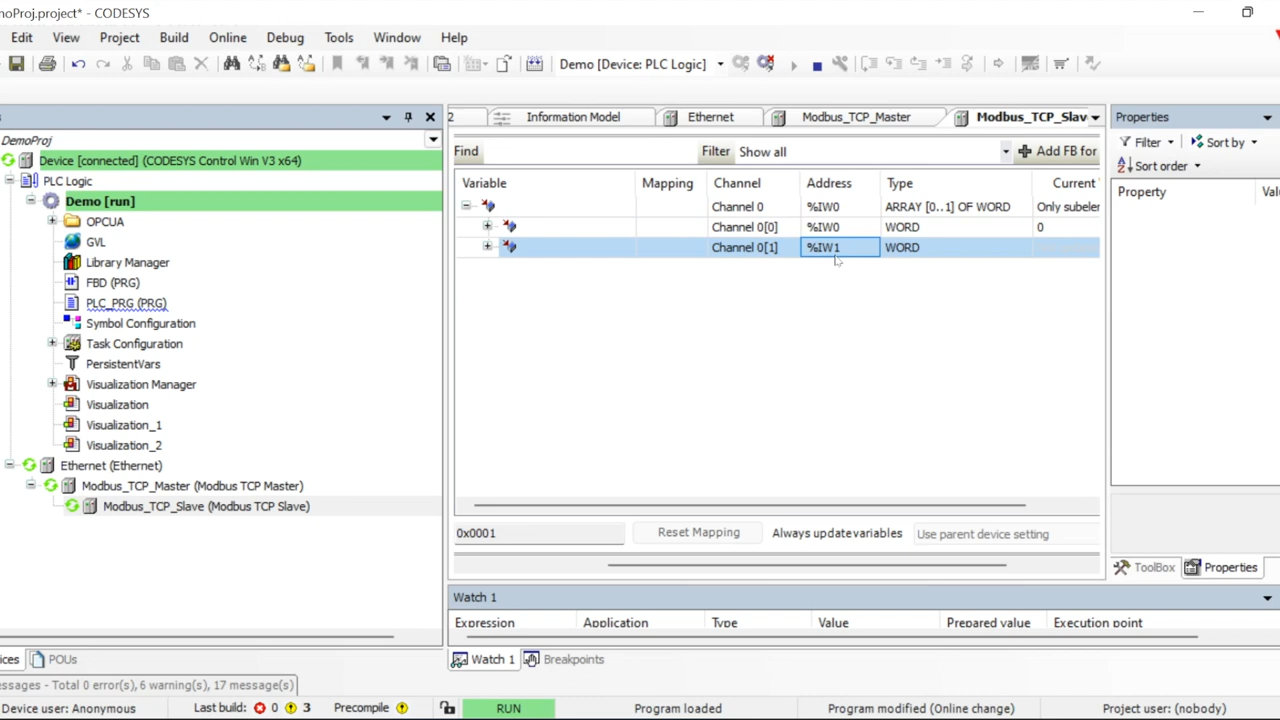 moProj.project* - CODESYS
Edit View Project Build Online Debug Tools Window Help
Demo [Device: PLC Logic]
s
2 Information Model Ethernet Modbus_TCP_Master Modbus_TCP_Slav
Properties
DemoProj
Find Filter Show all Add FB for
Filter Sort by
Sort order
Property Val
Device [connected] (CODESYS Control Win V3 x64)
PLC Logic
Demo [run]
OPCUA
GVL
Library Manager
FBD (PRG)
PLC_PRG (PRG)
Symbol Configuration
Task Configuration
PersistentVars
Visualization Manager
Visualization
Visualization_1
Visualization_2
Ethernet (Ethernet)
Modbus_TCP_Master (Modbus TCP Master)
Modbus_TCP_Slave (Modbus TCP Slave)
Variable Mapping Channel Address Type Current
Channel 0 %IW0 ARRAY [0..1] OF WORD Only subeler
Channel 0[0] %IW0 WORD 0
Channel 0[1] %IW1 WORD
0x0001 Reset Mapping Always update variables Use parent device setting
ToolBox Properties
Watch 1
Expression Application Type Value Prepared value Execution point
ices POUs
Watch 1 Breakpoints
essages - Total 0 error(s), 6 warning(s), 17 message(s)
Device user: Anonymous Last build: 0 3 Precompile RUN Program loaded Program modified (Online change) Project user: (nobody)